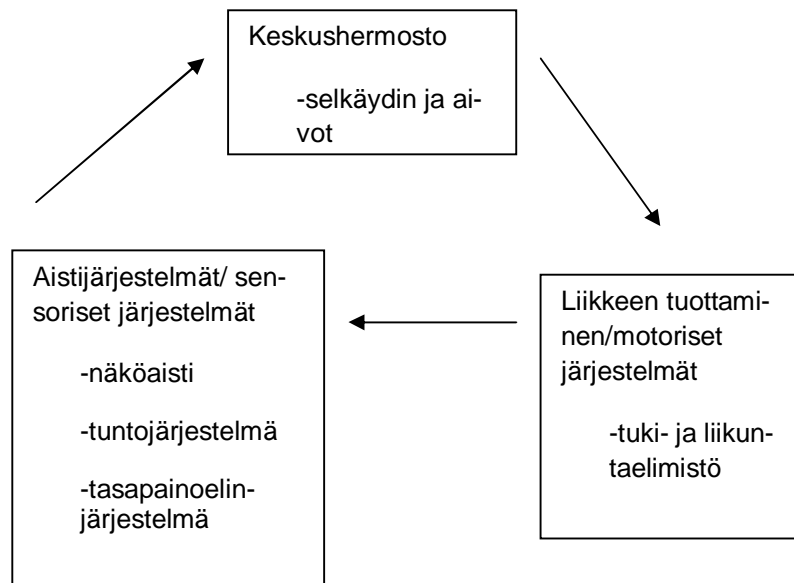 Keskushermosto
-selkäydin ja ai-
vot
Aistijärjestelmät/ sen-
soriset järjestelmät
-näköaisti
-tuntojärjestelmä
-tasapainoelin-
järjestelmä
Liikkeen tuottami-
nen/motoriset
järjestelmät
-tuki- ja liikun-
taelimistö